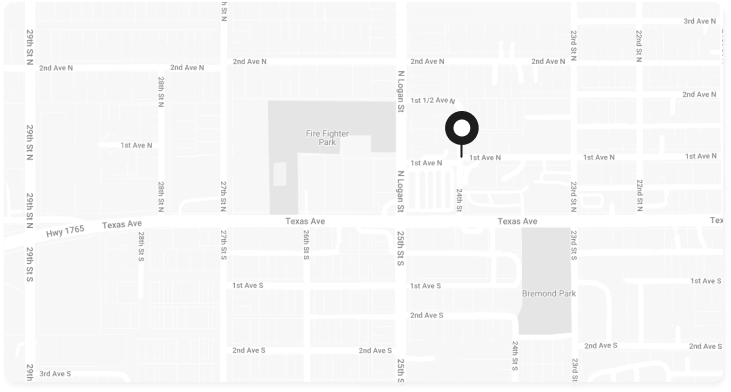 3rd Ave N
2nd Ave N
2nd Ave N
2nd Ave N
2nd Ave N
2nd Ave N
29th St N
23rd St N
22nd St N
28th St N
N Logan St
1st 1/2 Ave N
2nd Ave N
Fire Fighter
Park
29th St N
1st Ave N
1st Ave N
1st Ave N
1st Ave N
1st Ave N
29th St N
28th St N
27th St N
N Logan St
24th St
23rd St N
22nd St N
Hwy 1765
Texas Ave
Texas Ave
Texas Ave
Tex
29th St S
28th St S
27th St S
26th St S
25th St S
23rd St S
1st Ave S
1st Ave S
1st Ave S
Bremond Park
2nd Ave S
2nd Ave S
2nd Ave S
24th St S
2nd Ave S
2nd Ave S
3rd Ave S
29th
25th S
23rd